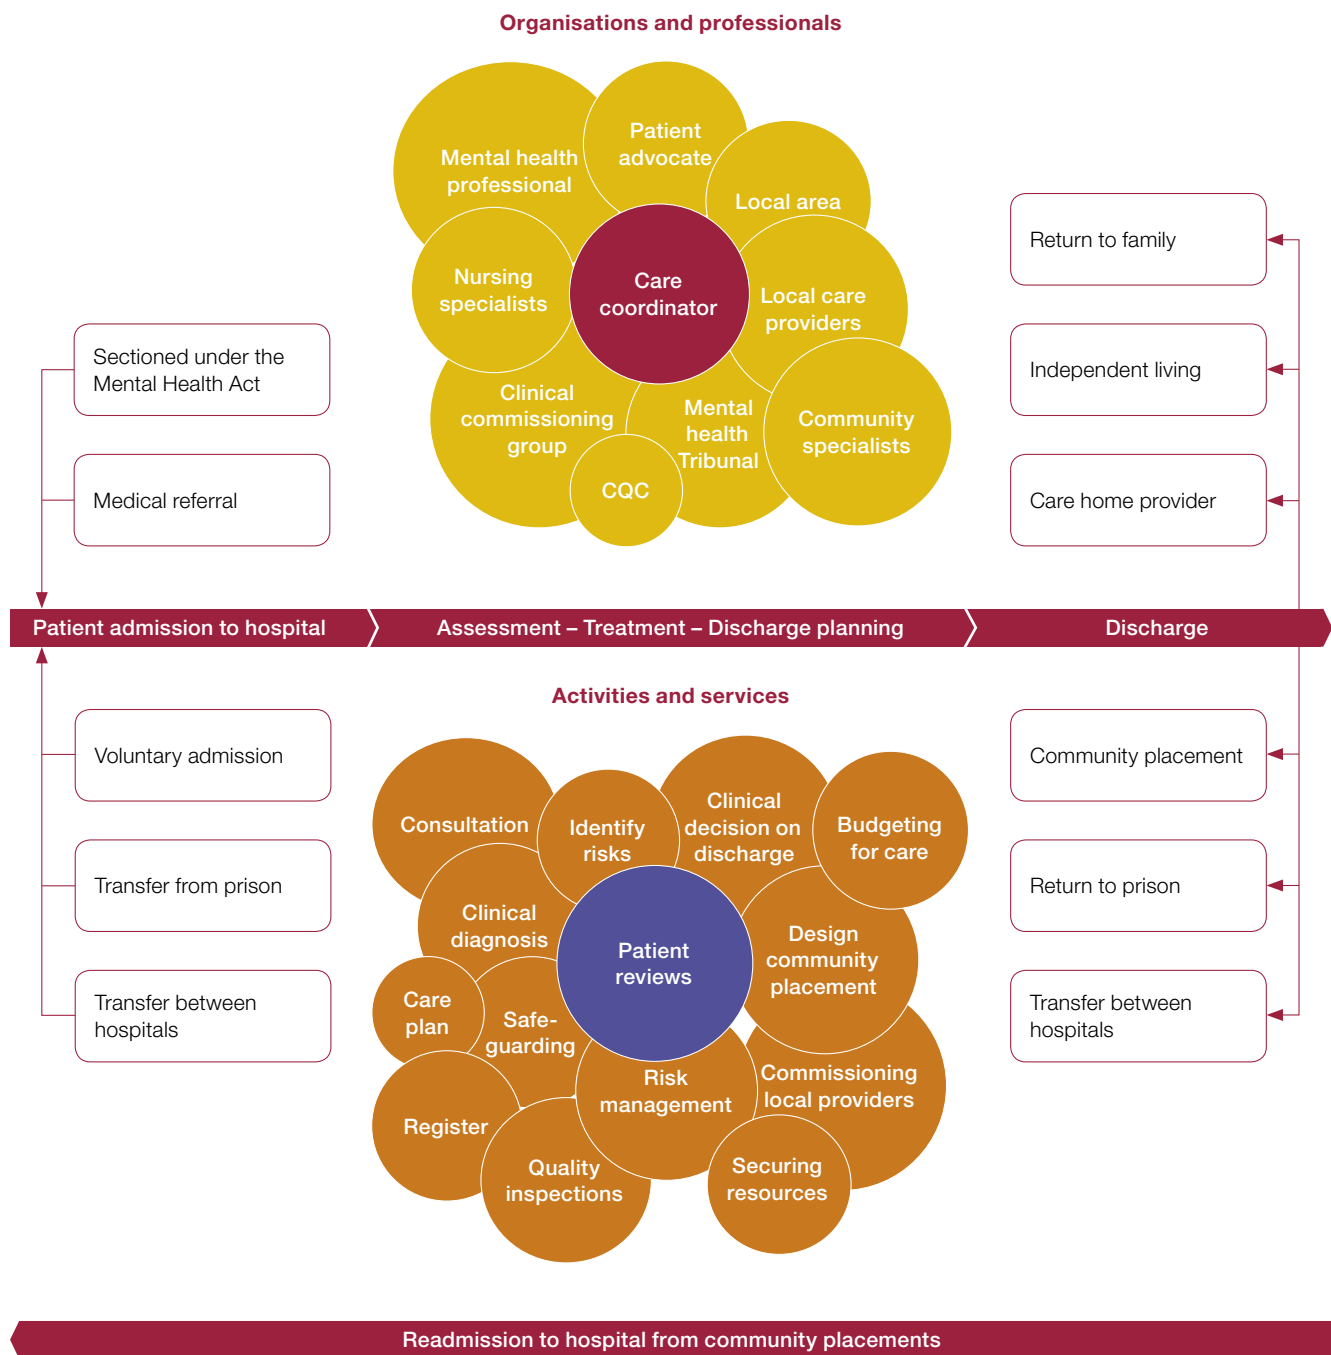 Organisations and professionals
Mental health
professional
Patient
advocate
Local area
Nursing
specialists
Care
coordinator
Local care
providers
Clinical
commissioning
group
Mental
health
Tribunal
Community
specialists
CQC
Sectioned under the
Mental Health Act
Medical referral
Return to family
Independent living
Care home provider
Patient admission to hospital
Assessment – Treatment – Discharge planning
Discharge
Activities and services
Voluntary admission
Transfer from prison
Transfer between
hospitals
Consultation
Identify
risks
Clinical
decision on
discharge
Budgeting
for care
Clinical
diagnosis
Patient
reviews
Design
community
placement
Care
plan
Safe-
guarding
Risk
management
Commissioning
local providers
Register
Quality
inspections
Securing
resources
Community placement
Return to prison
Transfer between
hospitals
Readmission to hospital from community placements